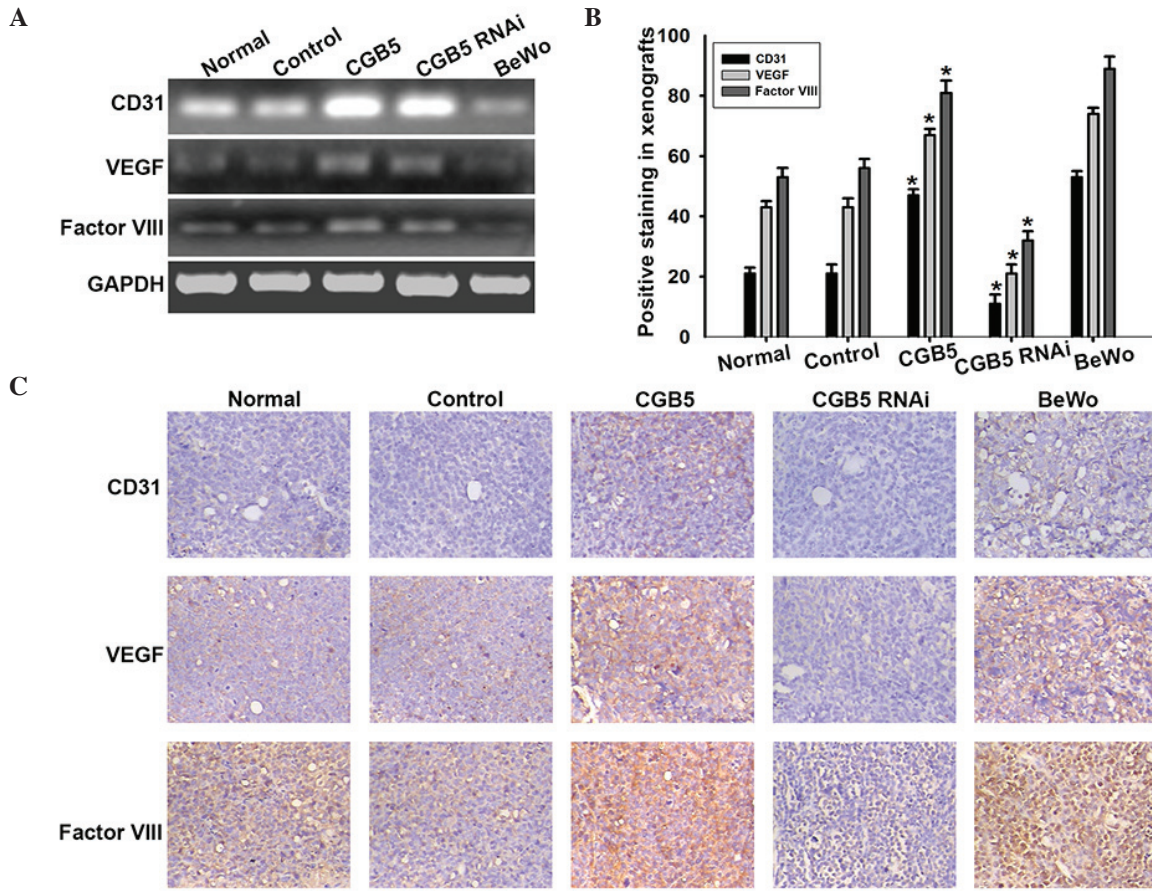 A
Normal
Control
CGB5
CGB5 RNAi
BeWo
CD31
VEGF
Factor VIII
GAPDH
B
Positive staining in xenografts
100
80
60
40
20
0
CD31
VEGF
Factor VIII
*
*
*
*
*
*
Normal
Control
CGB5
CGB5 RNAi
BeWo
C
Normal
Control
CGB5
CGB5 RNAi
BeWo
CD31
VEGF
Factor VIII